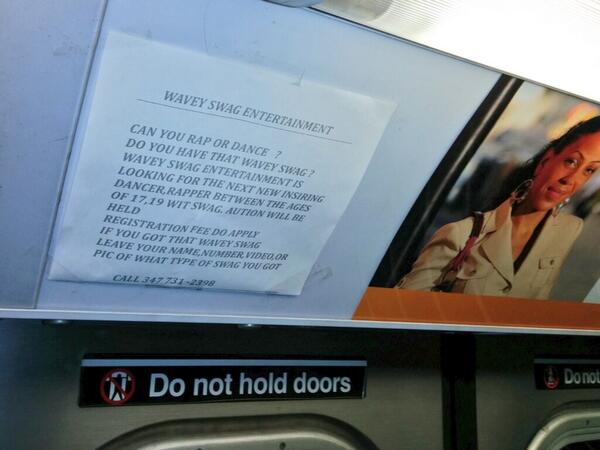 WAVEY SWAG ENTERTAINMENT
CAN YOU RAP OR DANCE ?
DO YOU HAVE THAT WAVEY SWAG ?
WAVEY SWAG ENTERTAINMENT IS
LOOKING FOR THE NEXT NEW INSIRING
DANCER,RAPPER BETWEEN THE AGES
OF 17,19 WIT SWAG. AUTION WILL BE
HELD
REGISTRATION FEE DO APPLY
IF YOU GOT THAT WAVEY SWAG
LEAVE YOUR NAME,NUMBER,VIDEO,OR
PIC OF WHAT TYPE OF SWAG YOU GOT
CALL 347 731-2398
Do not hold doors
Do not